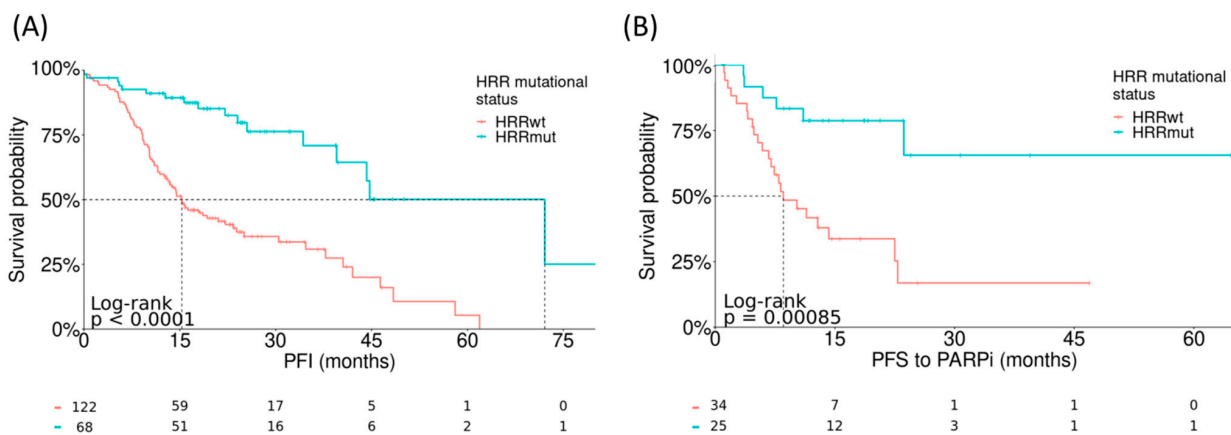 (A)
100%
75%
50%
25%
0%
Survival probability
HRR mutational
status
HRRwt
HRRmut
Log-rank
p < 0.0001
0 15 30 45 60 75
PFI (months)
122 59 17 5 1 0
68 51 16 6 2 1
(B)
100%
75%
50%
25%
0%
Survival probability
HRR mutational
status
HRRwt
HRRmut
Log-rank
p = 0.00085
0 15 30 45 60
PFS to PARPi (months)
34 7 1 1 0
25 12 3 1 1